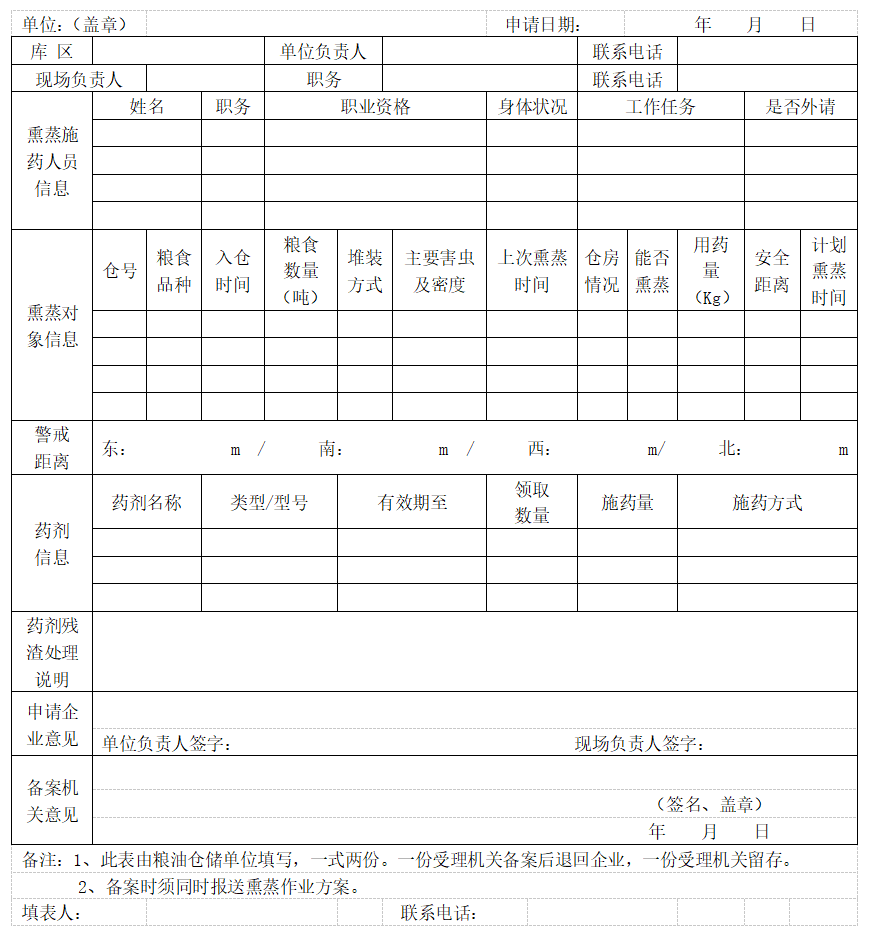 单位：（盖章） 申请日期： 年 月 日
库 区 单位负责人 联系电话
现场负责人 职务 联系电话
熏蒸施药人员信息 姓名 职务 职业资格 身体状况 工作任务 是否外请
熏蒸对象信息 仓号 粮食品种 入仓时间 粮食数量（吨） 堆装方式 主要害虫及密度 上次熏蒸时间 仓房情况 能否熏蒸 用药量（Kg） 安全距离 计划熏蒸时间
警戒距离 东： m / 南： m / 西： m/ 北： m
药剂信息 药剂名称 类型/型号 有效期至 领取数量 施药量 施药方式
药剂残渣处理说明
申请企业意见 单位负责人签字： 现场负责人签字：
备案机关意见 （签名、盖章）
年 月 日
备注：1、此表由粮油仓储单位填写，一式两份。一份受理机关备案后退回企业，一份受理机关留存。
2、备案时须同时报送熏蒸作业方案。
填表人： 联系电话：